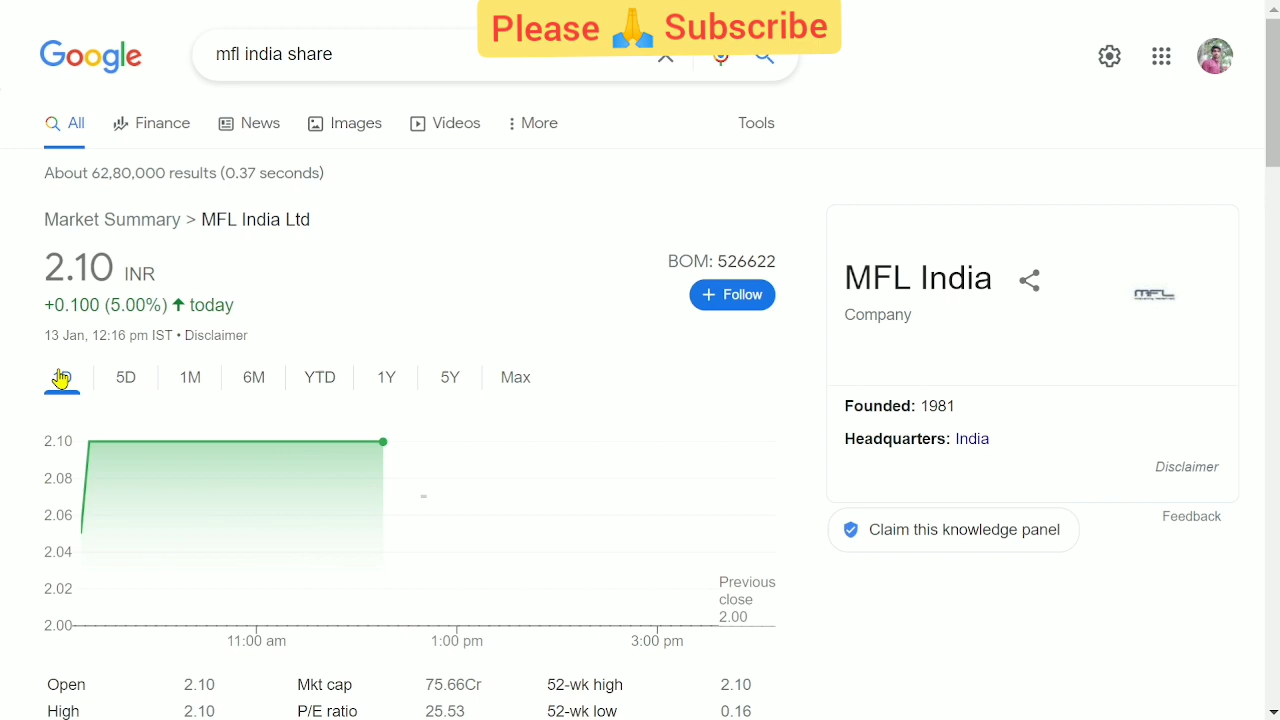 Please 🙏 Subscribe
Google
mfl india share
All
Finance
News
Images
Videos
More
Tools
About 62,80,000 results (0.37 seconds)
Market Summary > MFL India Ltd
2.10 INR
BOM: 526622
+0.100 (5.00%) ↑ today
+ Follow
13 Jan, 12:16 pm IST • Disclaimer
5D
1M
6M
YTD
1Y
5Y
Max
2.10
2.08
2.06
2.04
2.02
2.00
Previous
close
2.00
11:00 am
1:00 pm
3:00 pm
Open 2.10 Mkt cap 75.66Cr 52-wk high 2.10
High 2.10 P/E ratio 25.53 52-wk low 0.16
MFL India
MFL
Company
Founded: 1981
Headquarters: India
Disclaimer
Feedback
Claim this knowledge panel